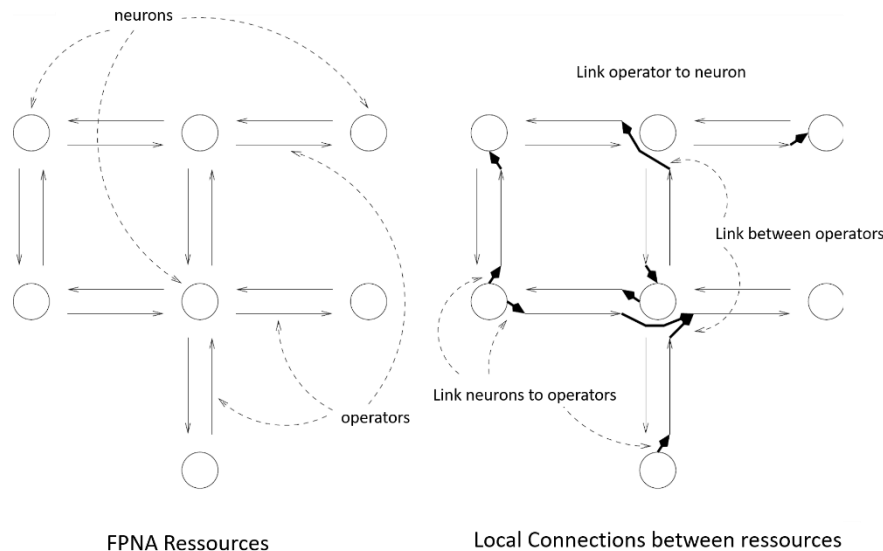 neurons
Link operator to neuron
Link between operators
Link neurons to operators
operators
FPNA Ressources
Local Connections between ressources